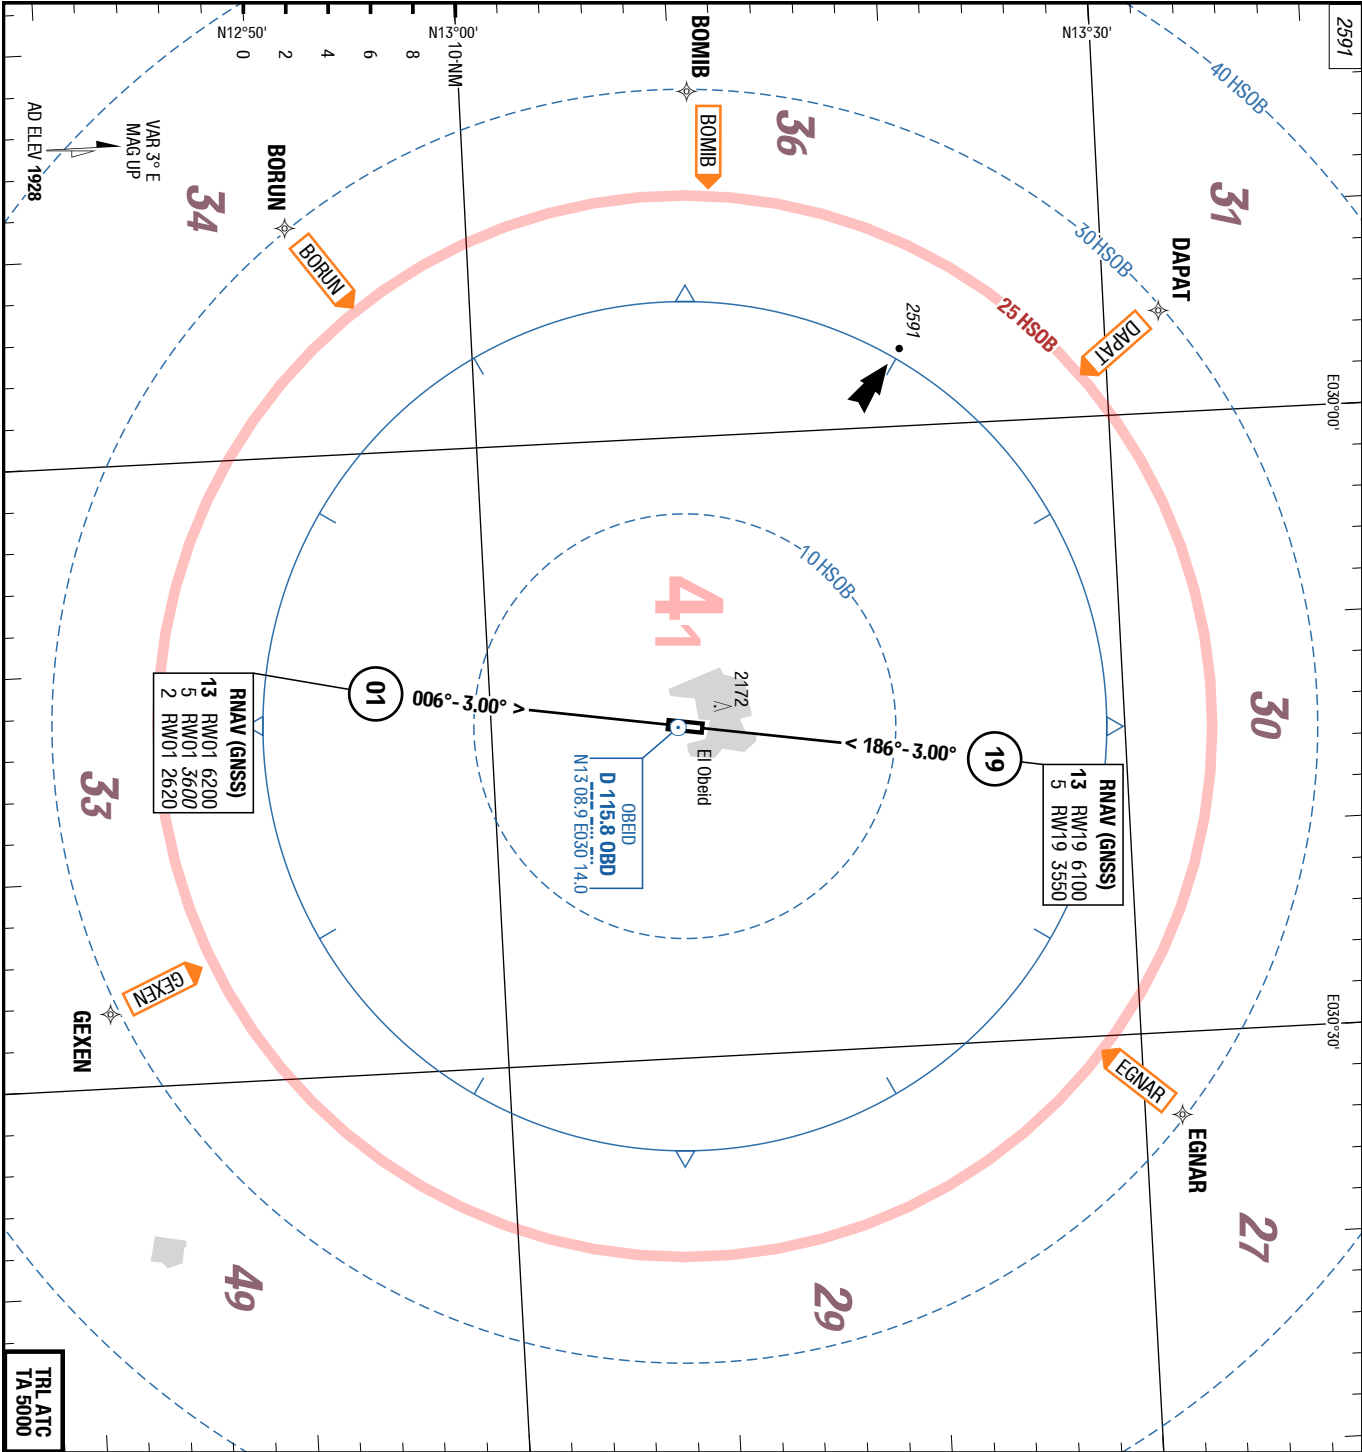 2591
40 HSOB
N13°30'
31
DAPAT
30 HSOB
DAPAT
E030°00'
25 HSOB
2591
BOMIB
36
BOMIB
N13°00'
N12°50'
0
2
4
6
8
10 NM
VAR 3° E
MAG UP
AD ELEV 1928
BORUN
34
BORUN
10 HSOB
41
2172
El Obeid
OBEID
D 115.8 OBD
N13 08.9 E030 14.0
01
006° - 3.00° >
RNAV (GNSS)
13 RW01 6200
5 RW01 3600
2 RW01 2620
< 186° - 3.00°
19
RNAV (GNSS)
13 RW19 6100
5 RW19 3550
30
33
GEXEN
GEXEN
E030°30'
EGNAR
EGNAR
27
29
49
TRL ATC
TA 5000